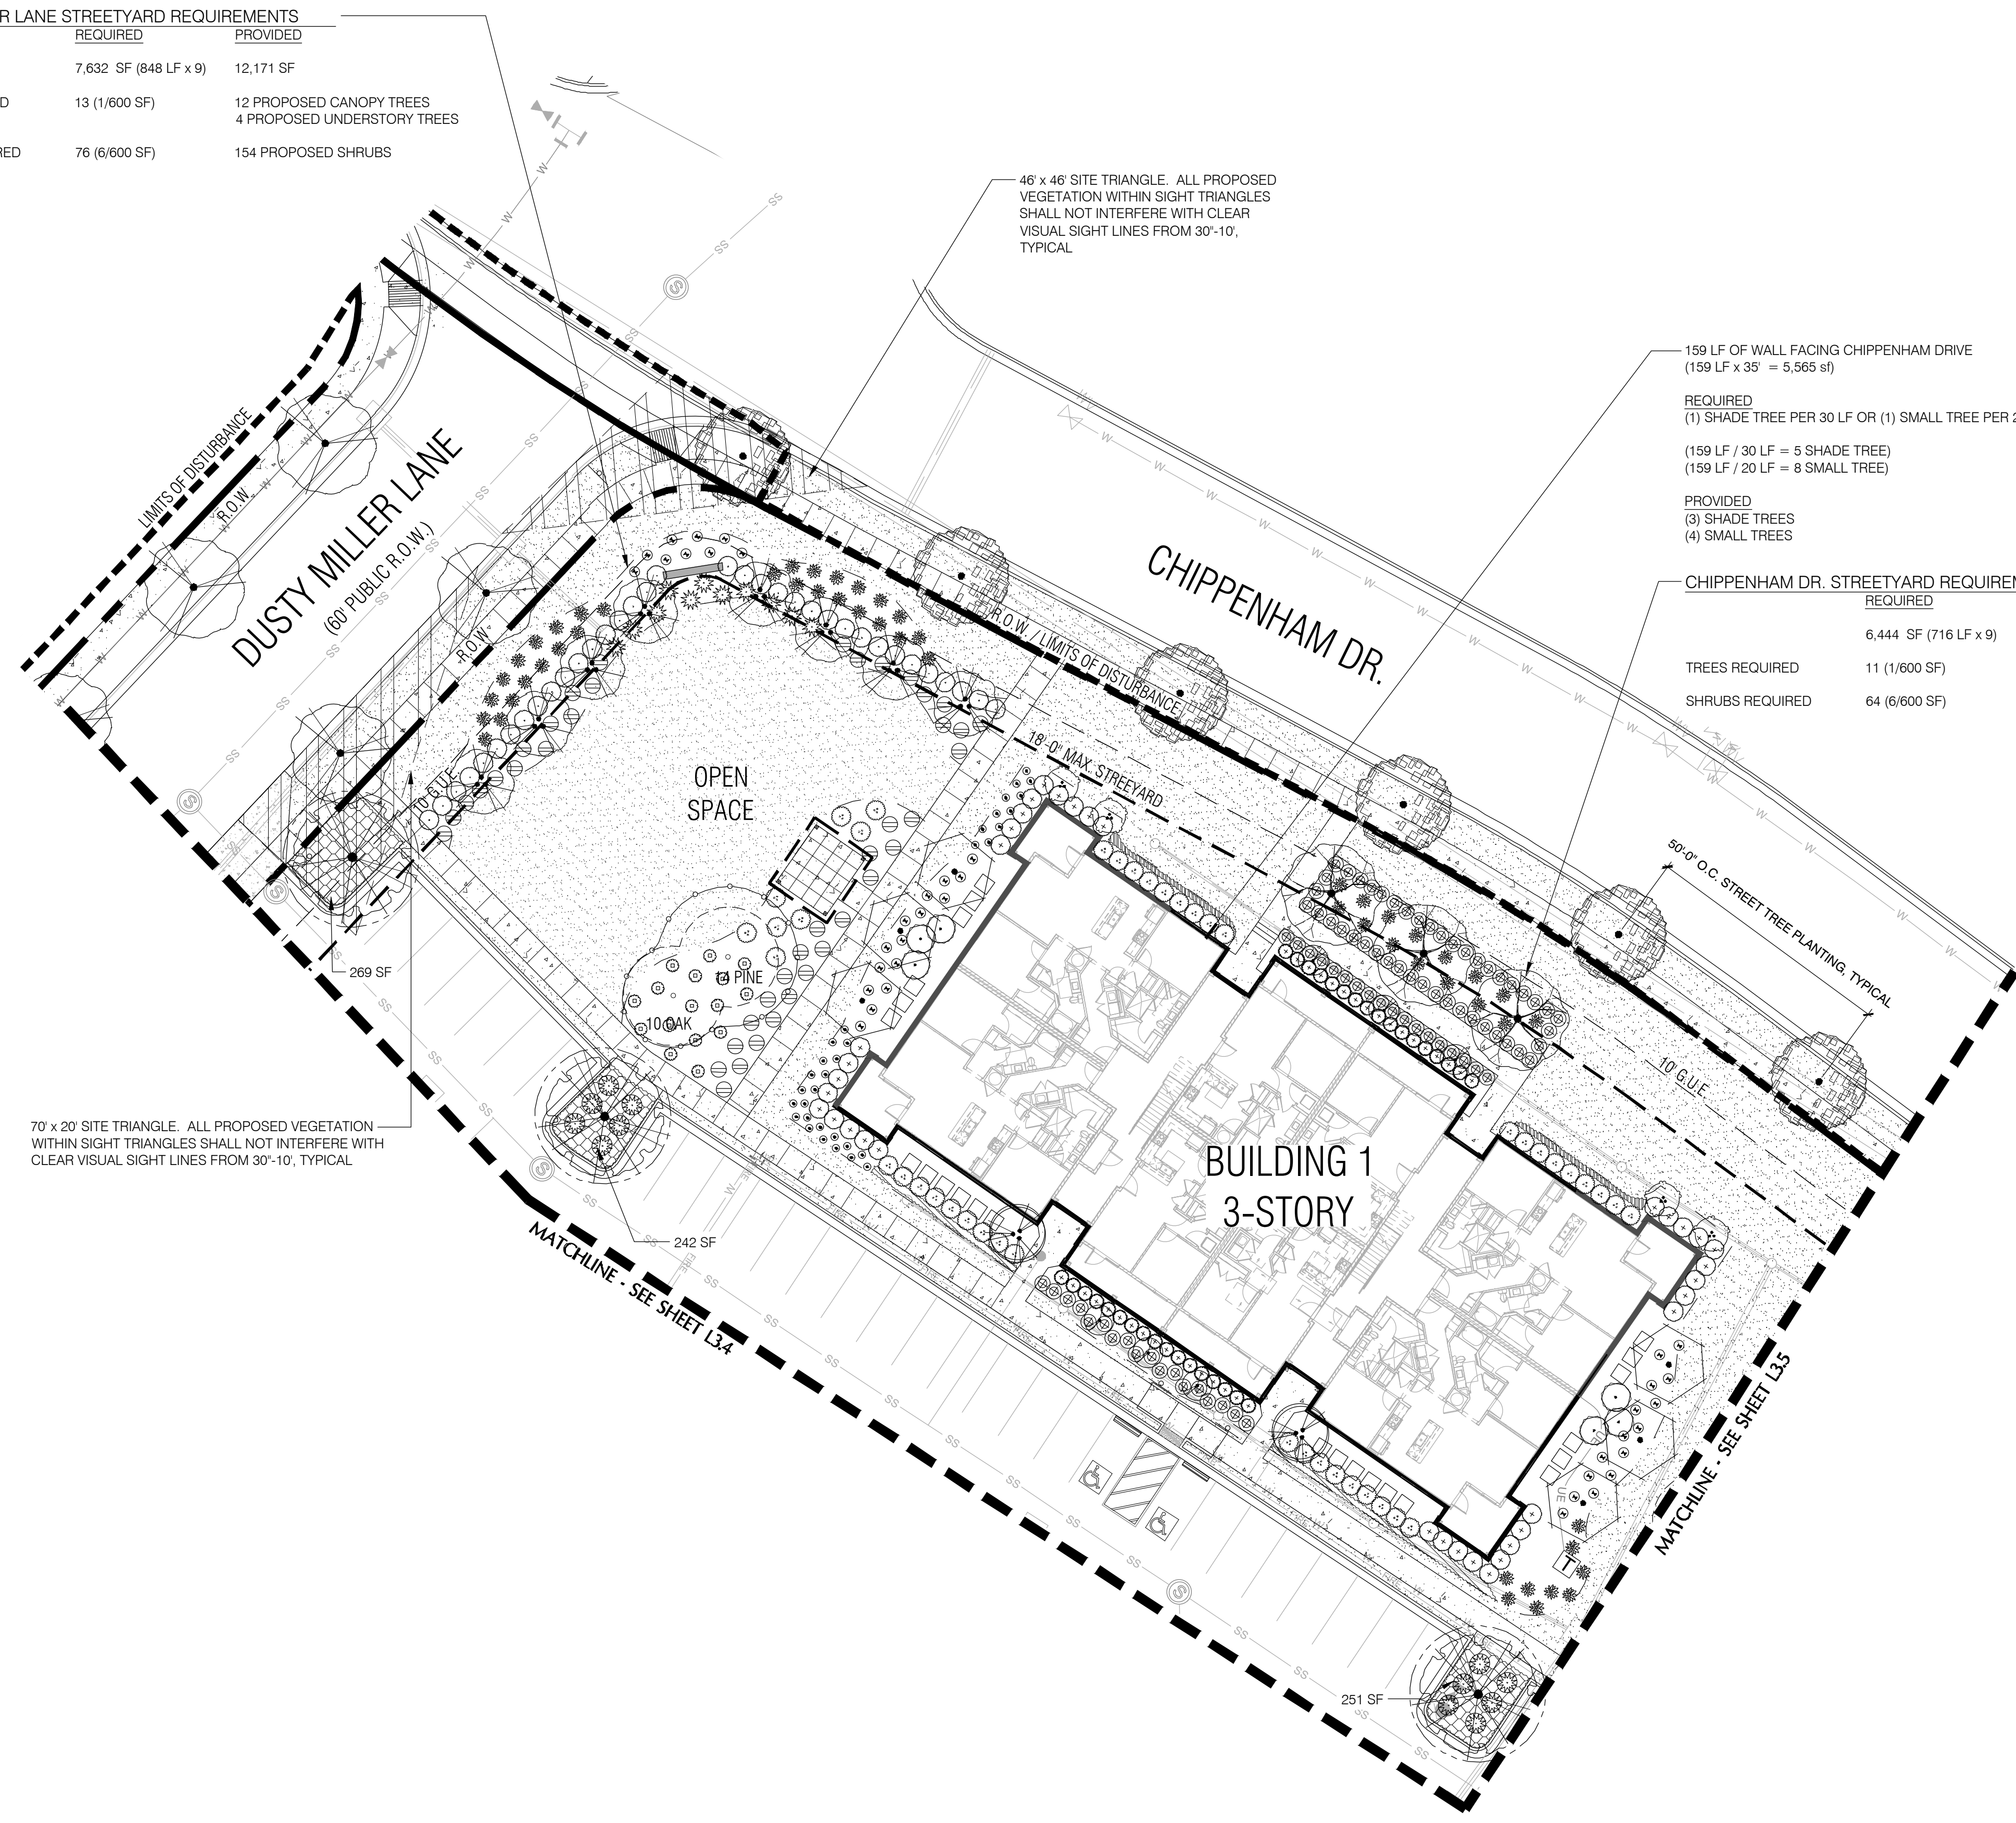 R LANE STREETYARD REQUIREMENTS
REQUIRED PROVIDED
7,632 SF (848 LF x 9) 12,171 SF
D 13 (1/600 SF) 12 PROPOSED CANOPY TREES
4 PROPOSED UNDERSTORY TREES
RED 76 (6/600 SF) 154 PROPOSED SHRUBS
46' x 46' SITE TRIANGLE. ALL PROPOSED
VEGETATION WITHIN SIGHT TRIANGLES
SHALL NOT INTERFERE WITH CLEAR
VISUAL SIGHT LINES FROM 30"-10',
TYPICAL
159 LF OF WALL FACING CHIPPENHAM DRIVE
(159 LF x 35' = 5,565 sf)
REQUIRED
(1) SHADE TREE PER 30 LF OR (1) SMALL TREE PER 2
(159 LF / 30 LF = 5 SHADE TREE)
(159 LF / 20 LF = 8 SMALL TREE)
PROVIDED
(3) SHADE TREES
(4) SMALL TREES
CHIPPENHAM DR. STREETYARD REQUIREM
REQUIRED
6,444 SF (716 LF x 9)
TREES REQUIRED 11 (1/600 SF)
SHRUBS REQUIRED 64 (6/600 SF)
LIMITS OF DISTURBANCE
R.O.W.
DUSTY MILLER LANE
(60' PUBLIC R.O.W.)
R.O.W.
10' G.U.E.
CHIPPENHAM DR.
R.O.W. / LIMITS OF DISTURBANCE
18'-0" MAX. STREEYARD
50'-0" O.C. STREET TREE PLANTING, TYPICAL
10' G.U.E.
OPEN
SPACE
14 PINE
10 OAK
269 SF
70' x 20' SITE TRIANGLE. ALL PROPOSED VEGETATION
WITHIN SIGHT TRIANGLES SHALL NOT INTERFERE WITH
CLEAR VISUAL SIGHT LINES FROM 30"-10', TYPICAL
242 SF
BUILDING 1
3-STORY
MATCHLINE - SEE SHEET L3.4
MATCHLINE - SEE SHEET L3.5
UE
T
251 SF